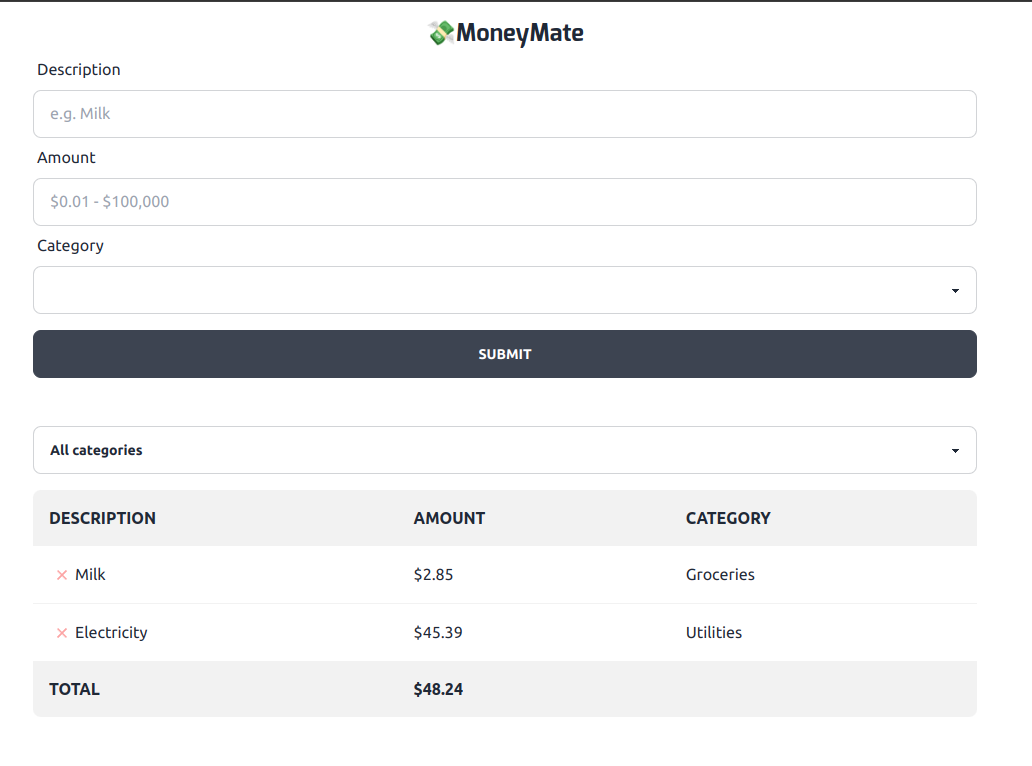 💸MoneyMate
Description
e.g. Milk
Amount
$0.01 - $100,000
Category
SUBMIT
All categories
DESCRIPTION AMOUNT CATEGORY
✕ Milk $2.85 Groceries
✕ Electricity $45.39 Utilities
TOTAL $48.24